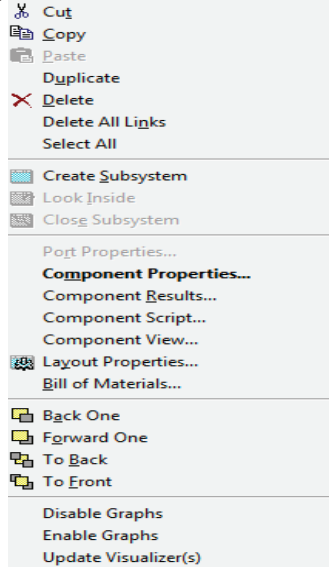 Cut
Copy
Paste
Duplicate
Delete
Delete All Links
Select All
Create Subsystem
Look Inside
Close Subsystem
Port Properties...
Component Properties...
Component Results...
Component Script...
Component View...
Layout Properties...
Bill of Materials...
Back One
Forward One
To Back
To Front
Disable Graphs
Enable Graphs
Update Visualizer(s)